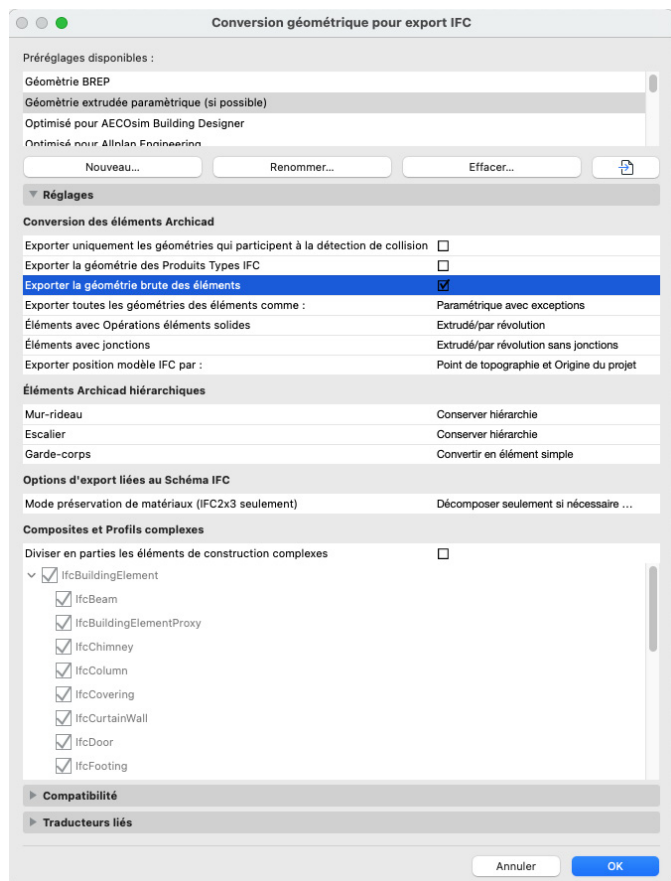 Conversion géométrique pour export IFC
Préréglages disponibles :
Géomètrie BREP
Géomètrie extrudée paramètrique (si possible)
Optimisé pour AECOsim Building Designer
Optimisé pour Allplan Engineering
Nouveau... Renommer... Effacer...
Réglages
Conversion des éléments Archicad
Exporter uniquement les géométries qui participent à la détection de collision
Exporter la géométrie des Produits Types IFC
Exporter la géométrie brute des éléments
Exporter toutes les géométries des éléments comme : Paramétrique avec exceptions
Éléments avec Opérations éléments solides Extrudé/par révolution
Éléments avec jonctions Extrudé/par révolution sans jonctions
Exporter position modèle IFC par : Point de topographie et Origine du projet
Éléments Archicad hiérarchiques
Mur-rideau Conserver hiérarchie
Escalier Conserver hiérarchie
Garde-corps Convertir en élément simple
Options d'export liées au Schéma IFC
Mode préservation de matériaux (IFC2x3 seulement) Décomposer seulement si nécessaire ...
Composites et Profils complexes
Diviser en parties les éléments de construction complexes
IfcBuildingElement
IfcBeam
IfcBuildingElementProxy
IfcChimney
IfcColumn
IfcCovering
IfcCurtainWall
IfcDoor
IfcFooting
Compatibilité
Traducteurs liés
Annuler OK